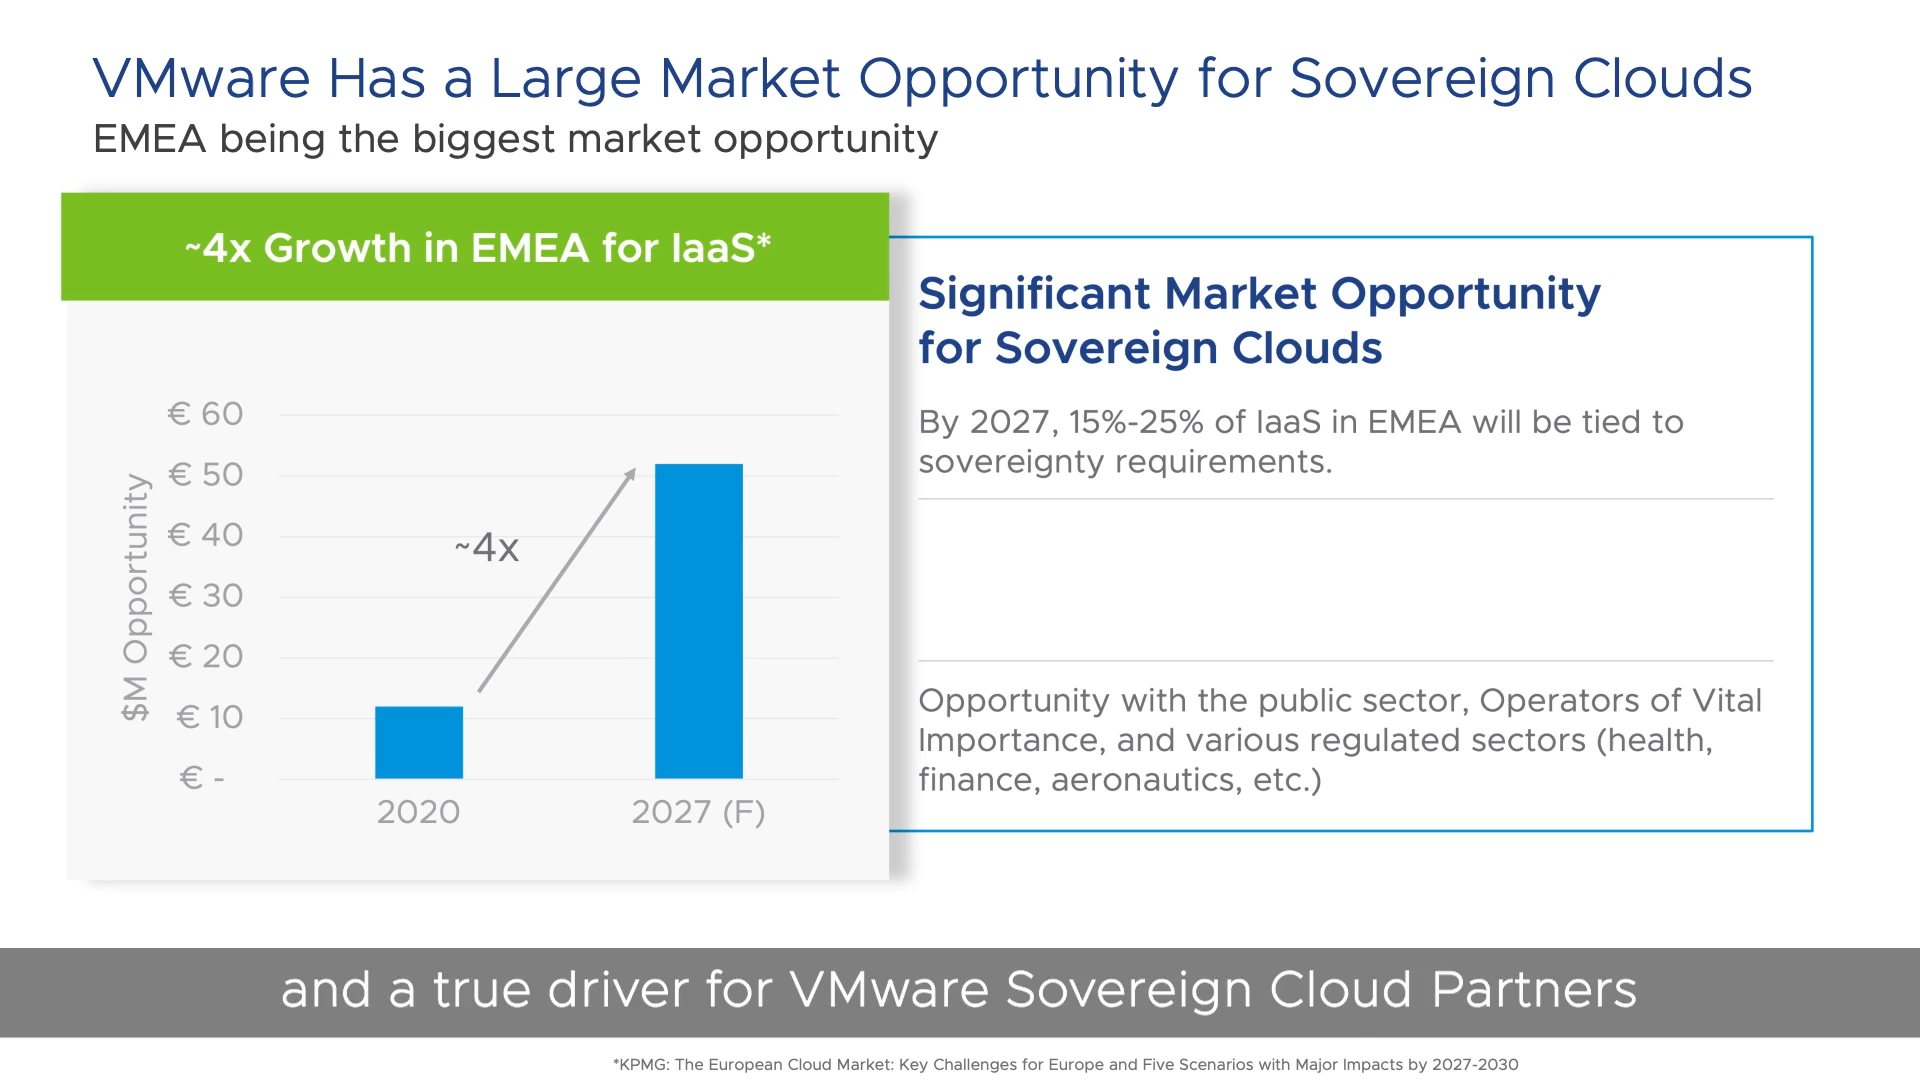 VMware Has a Large Market Opportunity for Sovereign Clouds
EMEA being the biggest market opportunity
~4x Growth in EMEA for IaaS*
$M Opportunity
€ 60
€ 50
€ 40
€ 30
€ 20
€ 10
€ -
~4x
2020
2027 (F)
Significant Market Opportunity
for Sovereign Clouds
By 2027, 15%-25% of IaaS in EMEA will be tied to
sovereignty requirements.
Opportunity with the public sector, Operators of Vital
Importance, and various regulated sectors (health,
finance, aeronautics, etc.)
and a true driver for VMware Sovereign Cloud Partners
*KPMG: The European Cloud Market: Key Challenges for Europe and Five Scenarios with Major Impacts by 2027-2030